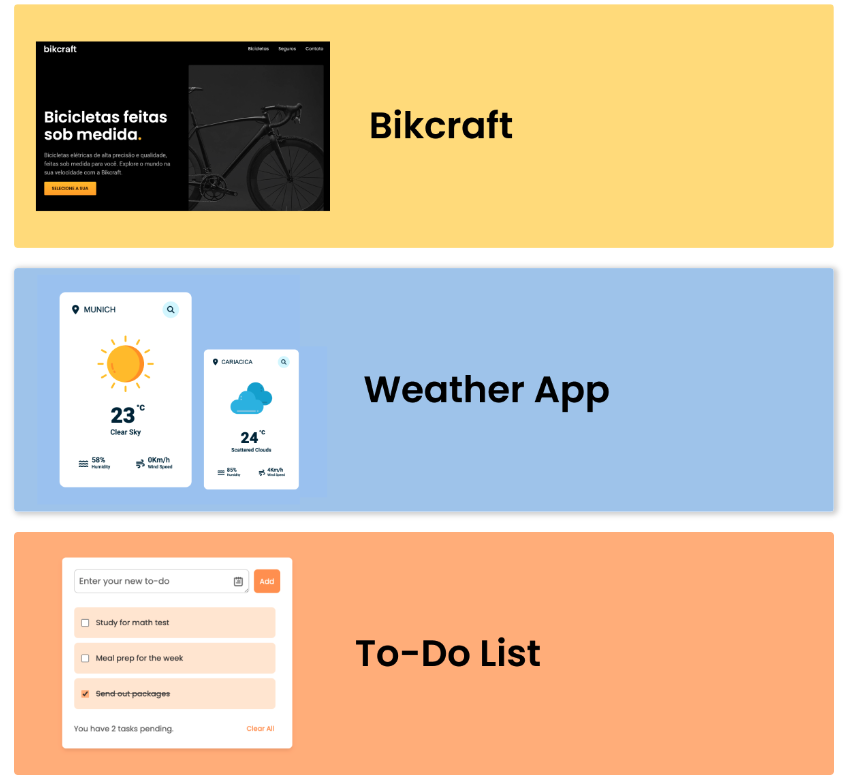 bikcraft
Bicicletas Seguros Contato
Bicicletas feitas
sob medida.
Bicicletas elétricas de alta precisão e qualidade,
feitas sob medida para você. Explore o mundo na
sua velocidade com a Bikcraft.
SELECIONE A SUA
Bikcraft
MUNICH
23 °C
Clear Sky
58%
Humidity
0Km/h
Wind Speed
CARIACICA
24 °C
Scattered Clouds
83%
Humidity
4Km/h
Wind Speed
Weather App
Enter your new to-do
Add
Study for math test
Meal prep for the week
Send out packages
You have 2 tasks pending.
Clear All
To-Do List